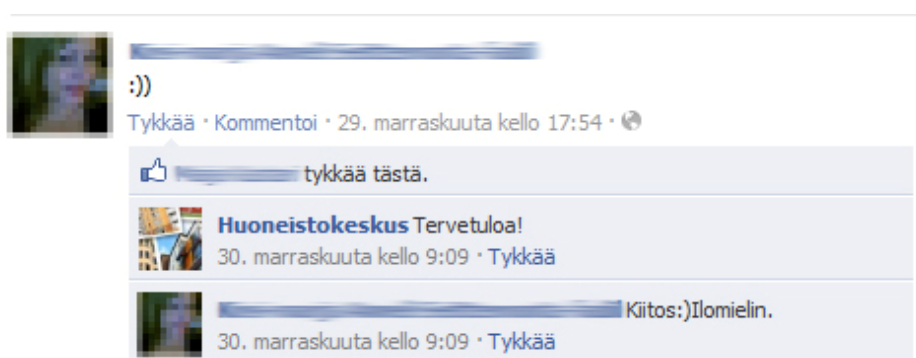 :))
Tykkää · Kommentoi · 29. marraskuuta kello 17:54 ·
tykkää tästä.
Huoneistokeskus Tervetuloa!
30. marraskuuta kello 9:09 · Tykkää
Kiitos:)Ilomielin.
30. marraskuuta kello 9:09 · Tykkää